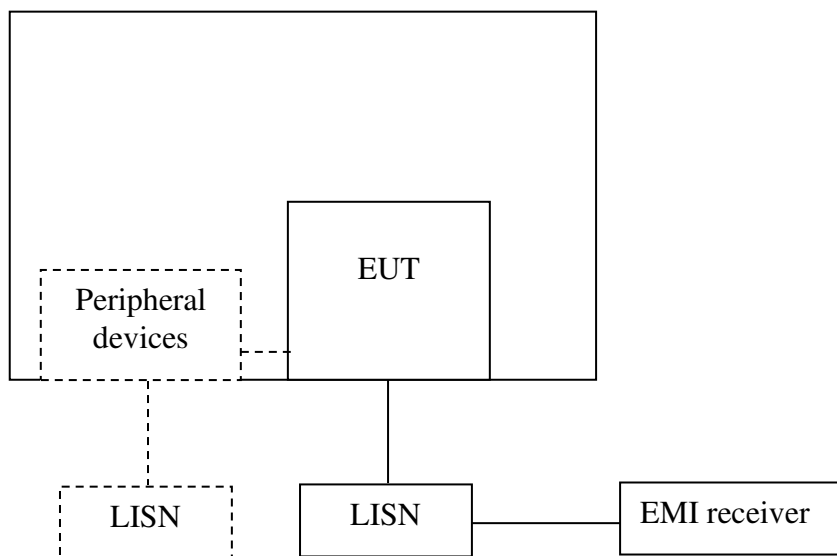 EUT
Peripheral
devices
LISN
LISN
EMI receiver